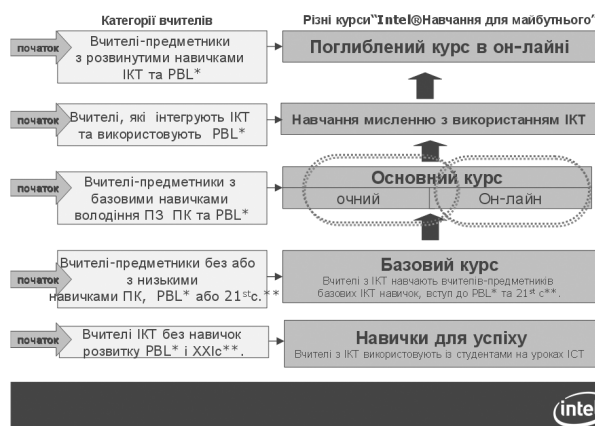 Категорії вчителів
Різні курси "Intel®Навчання для майбутнього"
початок
Вчителі-предметники
з розвинутими навичками
ІКТ та PBL*
Поглиблений курс в он-лайні
початок
Вчителі, які інтегрують ІКТ
та використовують PBL*
Навчання мисленню з використанням ІКТ
початок
Вчителі-предметники з
базовими навичками
володіння ПЗ ПК та PBL*
Основний курс
очний
Он-лайн
початок
Вчителі-предметники без або
з низькими
навичками ПК, PBL* або 21stс.**
Базовий курс
Вчителі з ІКТ навчають вчителів-предметників
базових ІКТ навичок, вступ до PBL* та 21st с**.
початок
Вчителі ІКТ без навичок
розвитку PBL* і ХХІс**.
Навички для успіху
Вчителі з ІКТ використовують із студентами на уроках ІСТ
intel